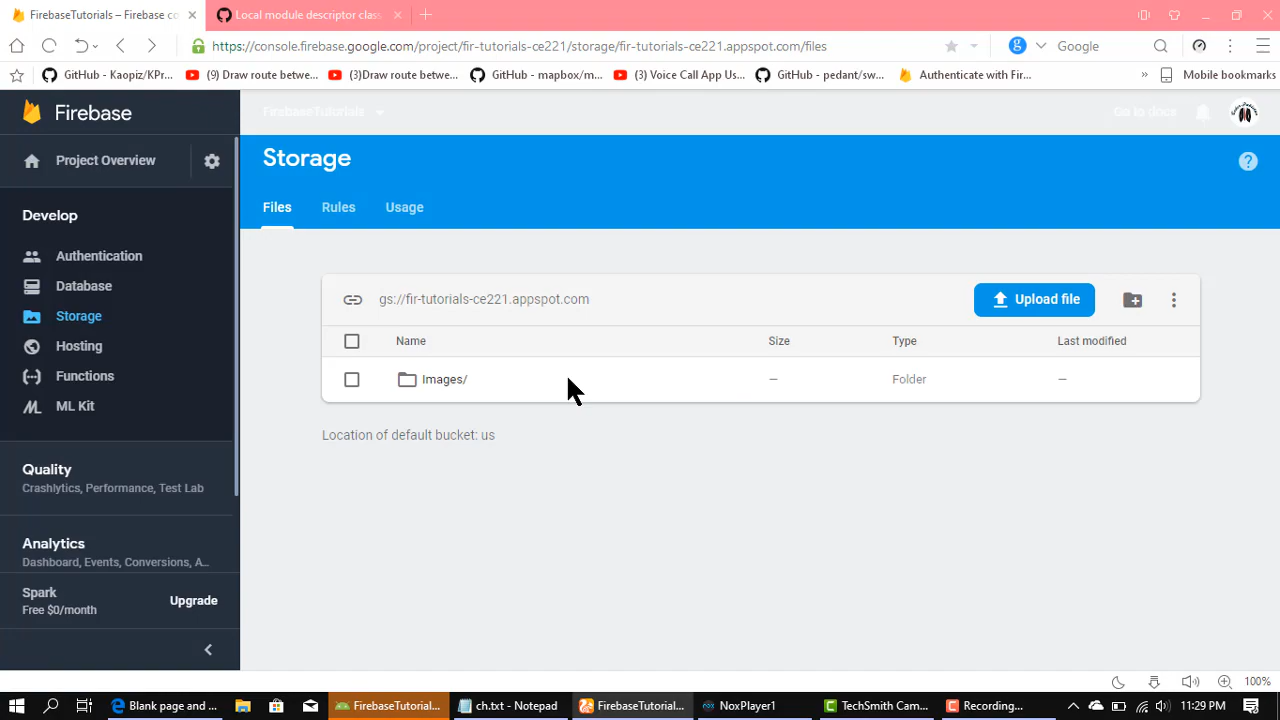 FirebaseTutorials – Firebase co
Local module descriptor clas
https://console.firebase.google.com/project/fir-tutorials-ce221/storage/fir-tutorials-ce221.appspot.com/files
Google
GitHub - Kaopiz/KPr...
(9) Draw route betwe...
(3)Draw route betwe...
GitHub - mapbox/m...
(3) Voice Call App Us...
GitHub - pedant/sw...
Authenticate with Fir...
Mobile bookmarks
Firebase
FirebaseTutorials
Go to docs
Project Overview
Storage
Files
Rules
Usage
Develop
Authentication
Database
Storage
Hosting
Functions
ML Kit
gs://fir-tutorials-ce221.appspot.com
Upload file
Name
Size
Type
Last modified
Images/
–
Folder
–
Location of default bucket: us
Quality
Crashlytics, Performance, Test Lab
Analytics
Dashboard, Events, Conversions, A...
Spark
Free $0/month
Upgrade
100%
Blank page and ...
FirebaseTutorial...
ch.txt - Notepad
FirebaseTutorial...
NoxPlayer1
TechSmith Cam...
Recording...
ENG
11:29 PM